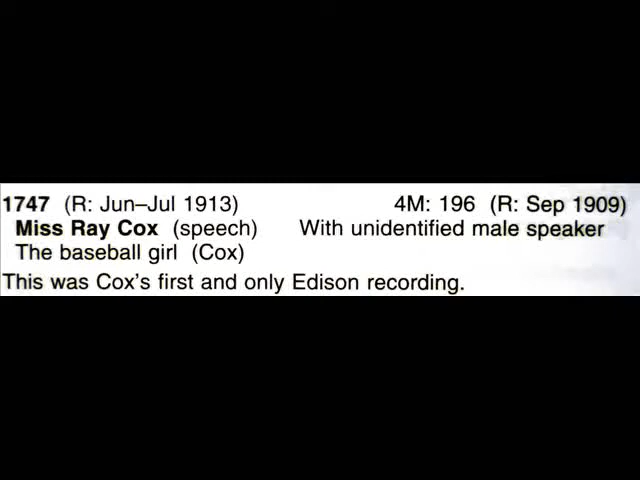 1747 (R: Jun–Jul 1913) 4M: 196 (R: Sep 1909)
Miss Ray Cox (speech) With unidentified male speaker
The baseball girl (Cox)
This was Cox's first and only Edison recording.